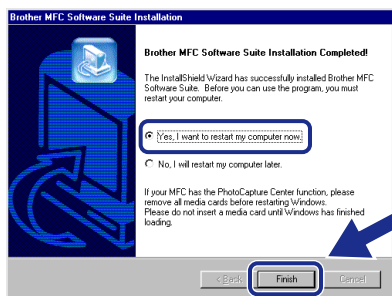 Brother MFC Software Suite Installation
Brother MFC Software Suite Installation Completed!
The InstallShield Wizard has successfully installed Brother MFC
Software Suite. Before you can use the program, you must
restart your computer.
Yes, I want to restart my computer now.
No, I will restart my computer later.
If your MFC has the PhotoCapture Center function, please
remove all media cards before restarting Windows.
Please do not insert a media card until Windows has finished
loading.
< Back Finish Cancel